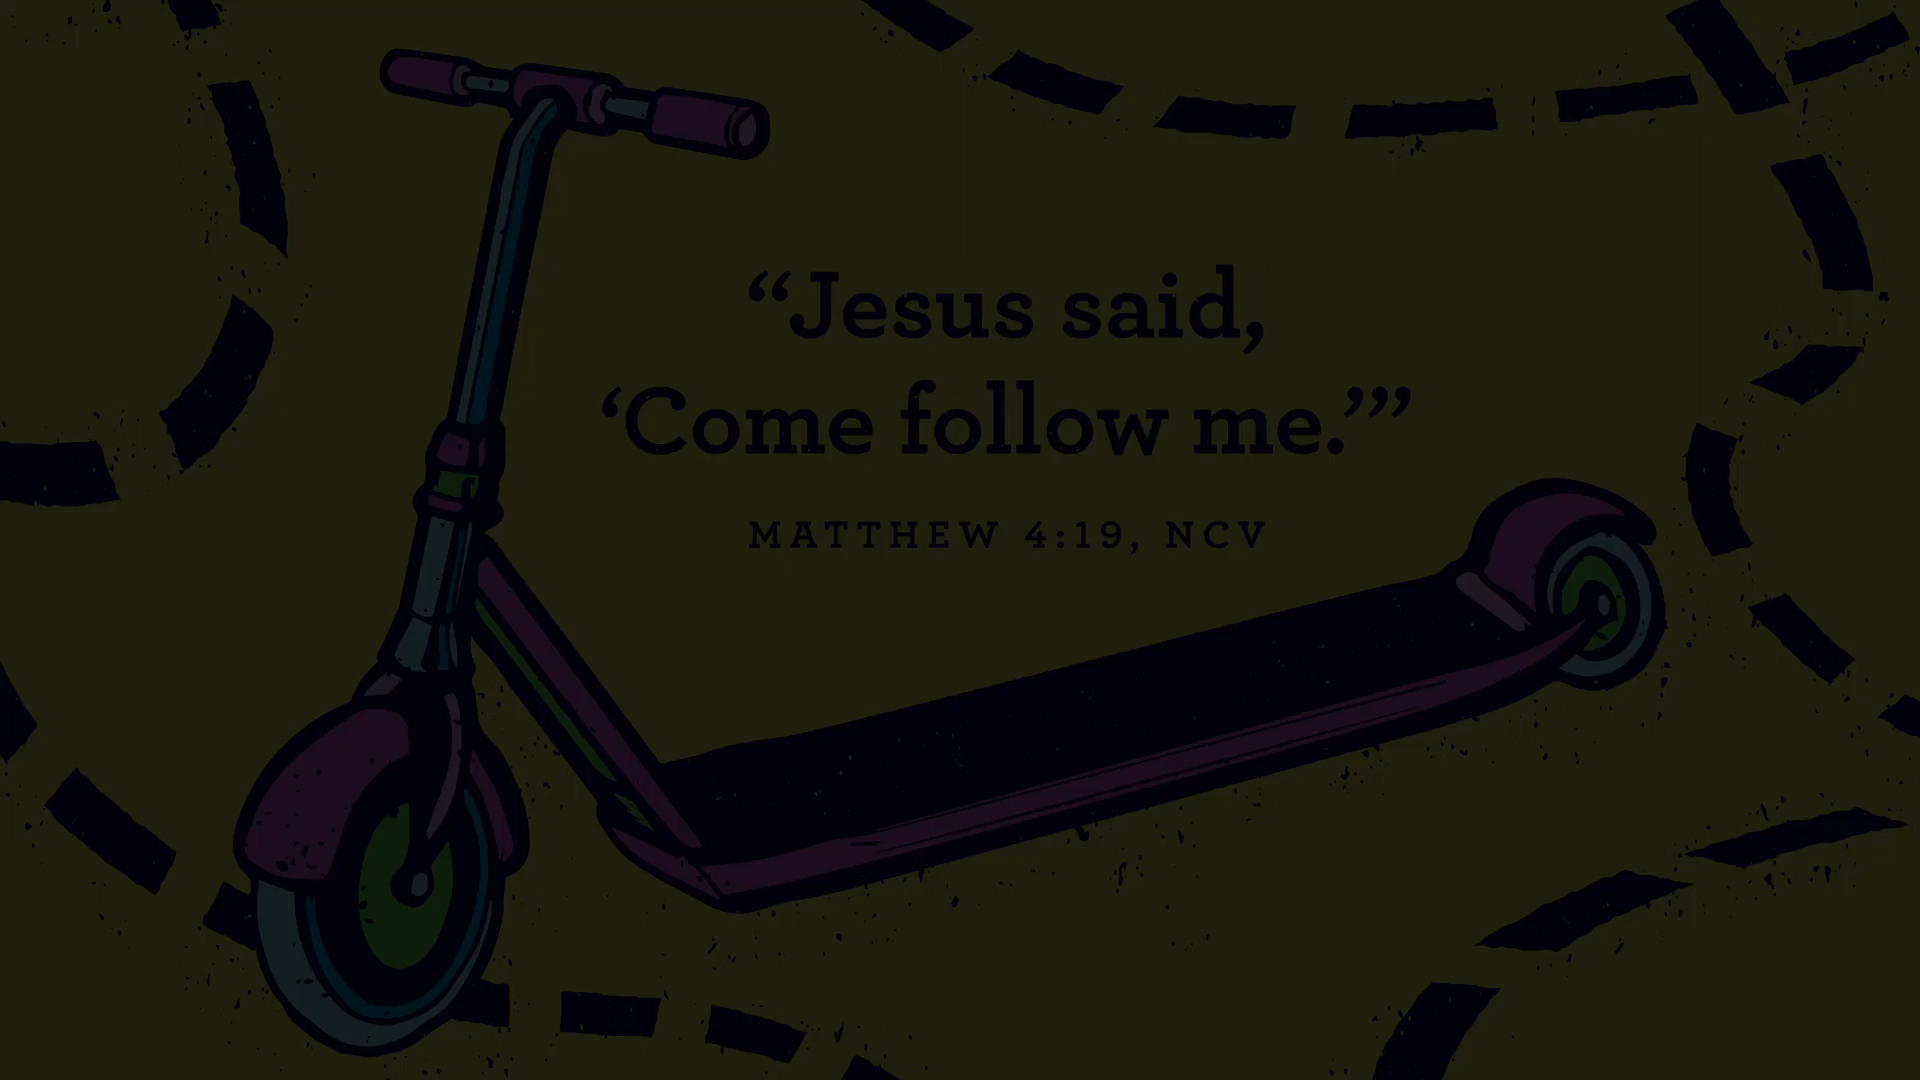 “Jesus said,
‘Come follow me.’”
MATTHEW 4:19, NCV